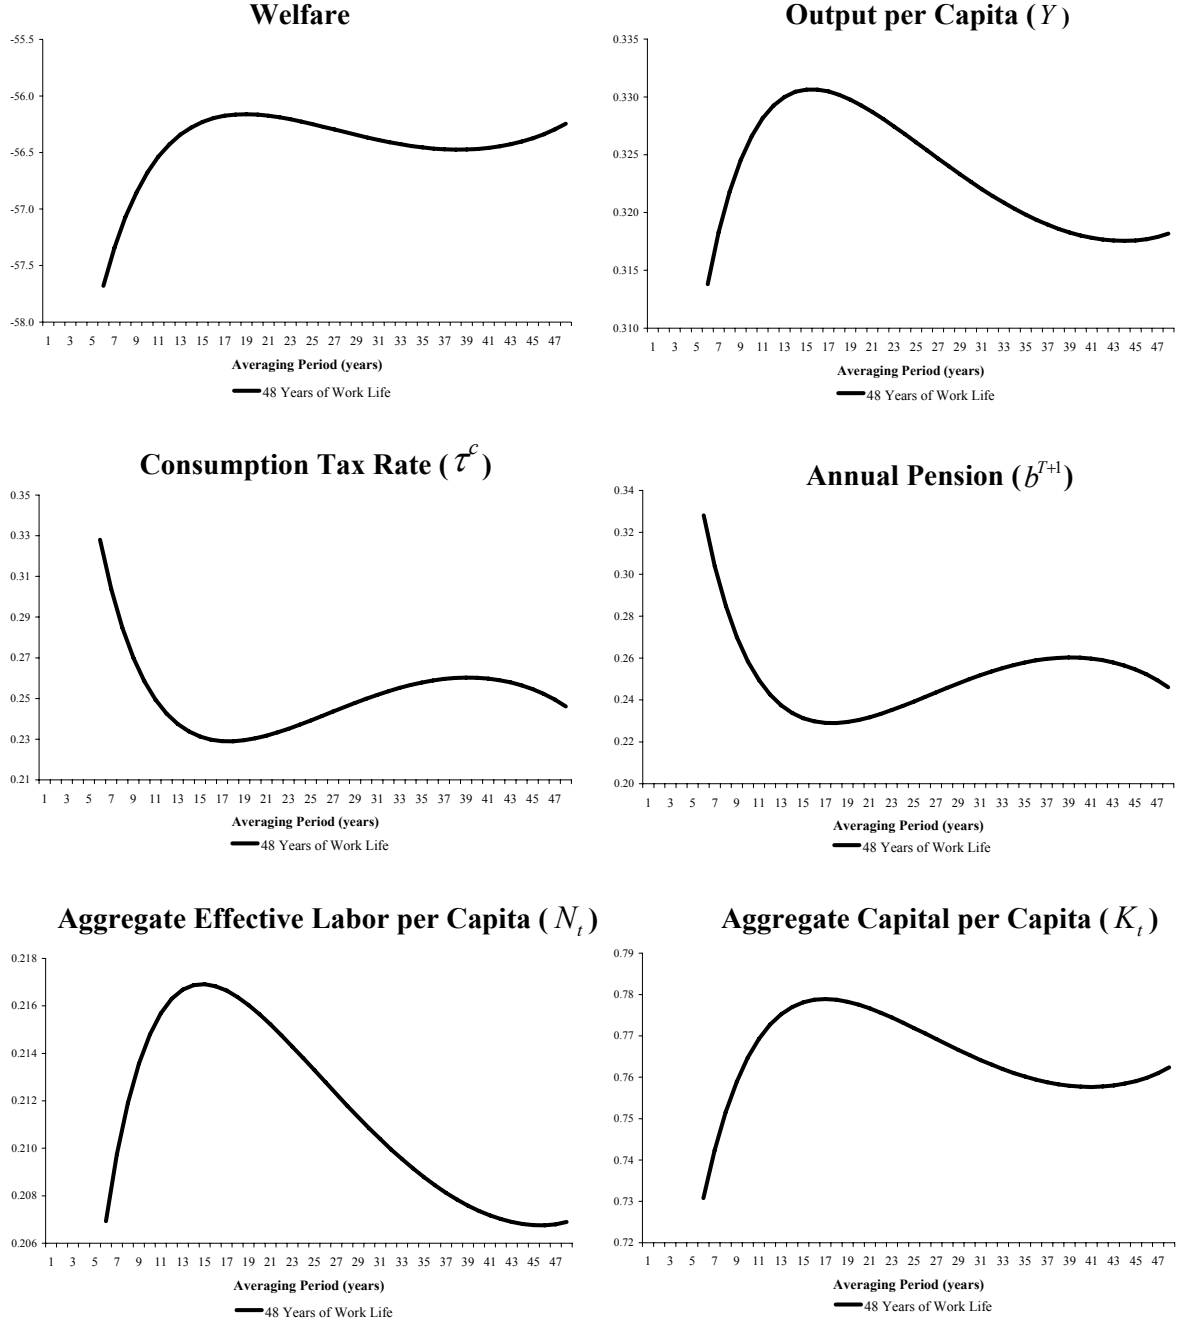 Welfare
-55.5
-56.0
-56.5
-57.0
-57.5
-58.0
1 3 5 7 9 11 13 15 17 19 21 23 25 27 29 31 33 35 37 39 41 43 45 47
Averaging Period (years)
48 Years of Work Life
Output per Capita (Y)
0.335
0.330
0.325
0.320
0.315
0.310
1 3 5 7 9 11 13 15 17 19 21 23 25 27 29 31 33 35 37 39 41 43 45 47
Averaging Period (years)
48 Years of Work Life
Consumption Tax Rate (τ^c)
0.35
0.33
0.31
0.29
0.27
0.25
0.23
0.21
1 3 5 7 9 11 13 15 17 19 21 23 25 27 29 31 33 35 37 39 41 43 45 47
Averaging Period (years)
48 Years of Work Life
Annual Pension (b^{T+1})
0.34
0.32
0.30
0.28
0.26
0.24
0.22
0.20
1 3 5 7 9 11 13 15 17 19 21 23 25 27 29 31 33 35 37 39 41 43 45 47
Averaging Period (years)
48 Years of Work Life
Aggregate Effective Labor per Capita (N_t)
0.218
0.216
0.214
0.212
0.210
0.208
0.206
1 3 5 7 9 11 13 15 17 19 21 23 25 27 29 31 33 35 37 39 41 43 45 47
Averaging Period (years)
48 Years of Work Life
Aggregate Capital per Capita (K_t)
0.79
0.78
0.77
0.76
0.75
0.74
0.73
0.72
1 3 5 7 9 11 13 15 17 19 21 23 25 27 29 31 33 35 37 39 41 43 45 47
Averaging Period (years)
48 Years of Work Life